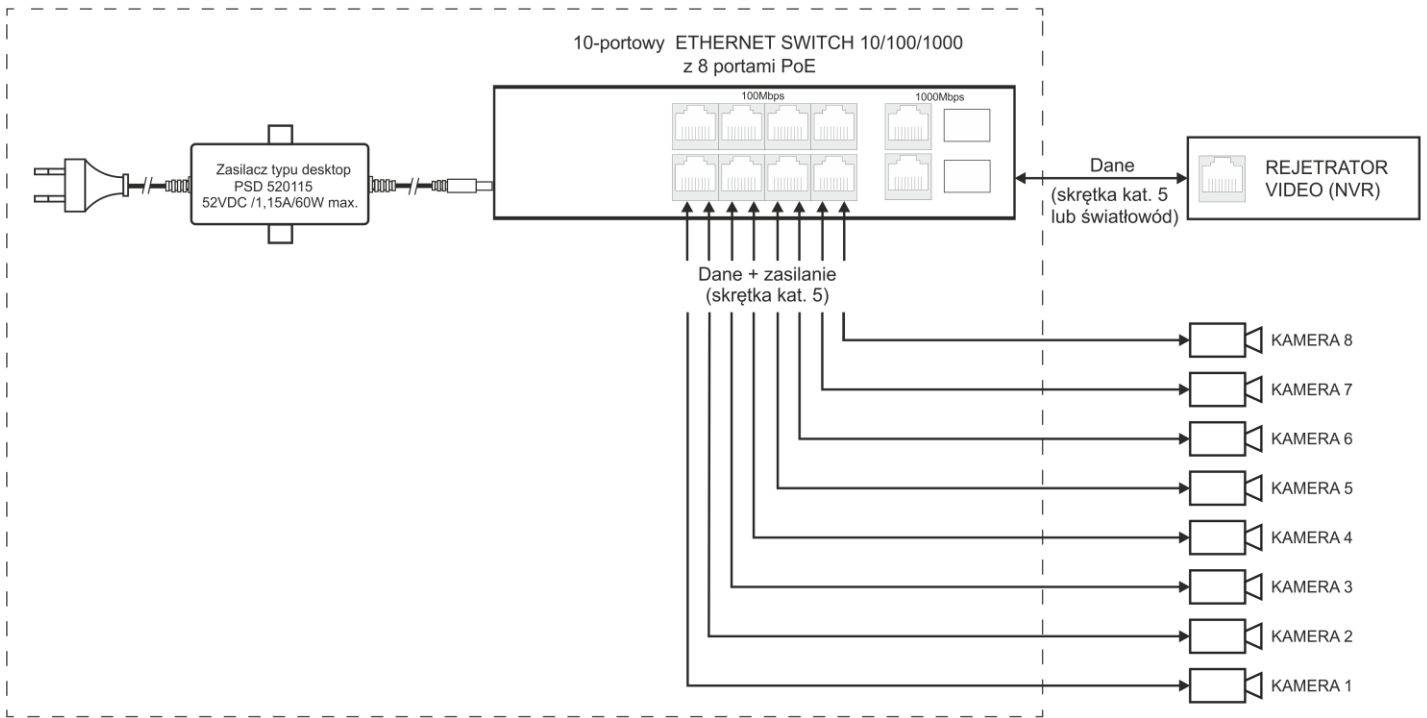 10-portowy ETHERNET SWITCH 10/100/1000
z 8 portami PoE
100Mbps
1000Mbps
Zasilacz typu desktop
PSD 520115
52VDC /1,15A/60W max.
Dane
(skrętka kat. 5
lub światłowód)
REJETRATOR
VIDEO (NVR)
Dane + zasilanie
(skrętka kat. 5)
KAMERA 8
KAMERA 7
KAMERA 6
KAMERA 5
KAMERA 4
KAMERA 3
KAMERA 2
KAMERA 1